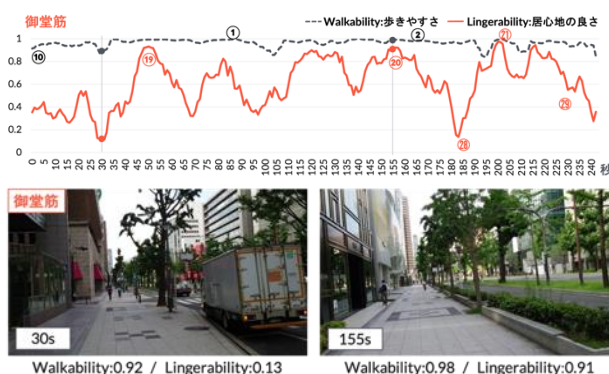 御堂筋
Walkability:歩きやすさ Lingerability:居心地の良さ
1
0.8
0.6
0.4
0.2
0
⑩ ① ② ⑲ ⑳ ㉑ ㉘ ㉙
0 5 10 15 20 25 30 35 40 45 50 55 60 65 70 75 80 85 90 95 100 105 110 115 120 125 130 135 140 145 150 155 160 165 170 175 180 185 190 195 200 205 210 215 220 225 230 235 240 秒
御堂筋
30s
155s
Walkability:0.92 / Lingerability:0.13
Walkability:0.98 / Lingerability:0.91